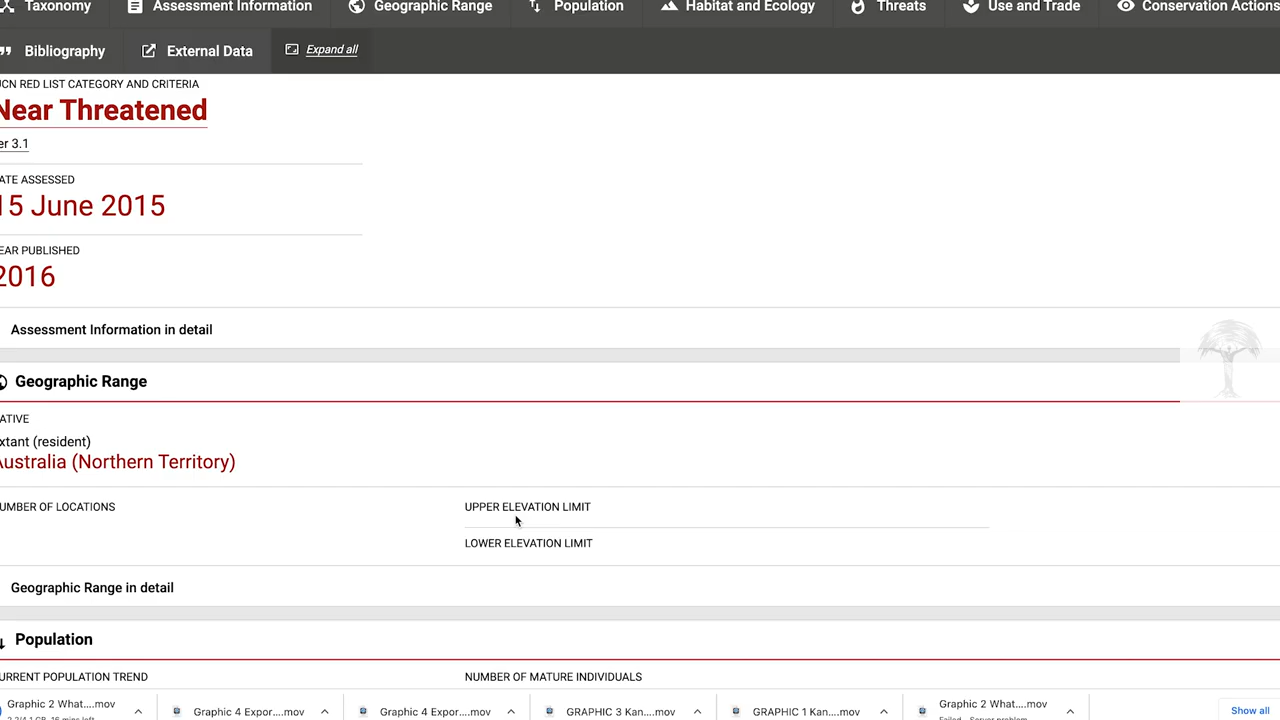 Taxonomy Assessment Information Geographic Range Population Habitat and Ecology Threats Use and Trade Conservation Actions
Bibliography External Data Expand all
UCN RED LIST CATEGORY AND CRITERIA
Near Threatened
er 3.1
ATE ASSESSED
15 June 2015
EAR PUBLISHED
2016
Assessment Information in detail
Geographic Range
ATIVE
xtant (resident)
Australia (Northern Territory)
UMBER OF LOCATIONS UPPER ELEVATION LIMIT
LOWER ELEVATION LIMIT
Geographic Range in detail
Population
URRENT POPULATION TREND NUMBER OF MATURE INDIVIDUALS
Graphic 2 What....mov Graphic 4 Expor....mov Graphic 4 Expor....mov GRAPHIC 3 Kan....mov GRAPHIC 1 Kan....mov Graphic 2 What....mov Show all